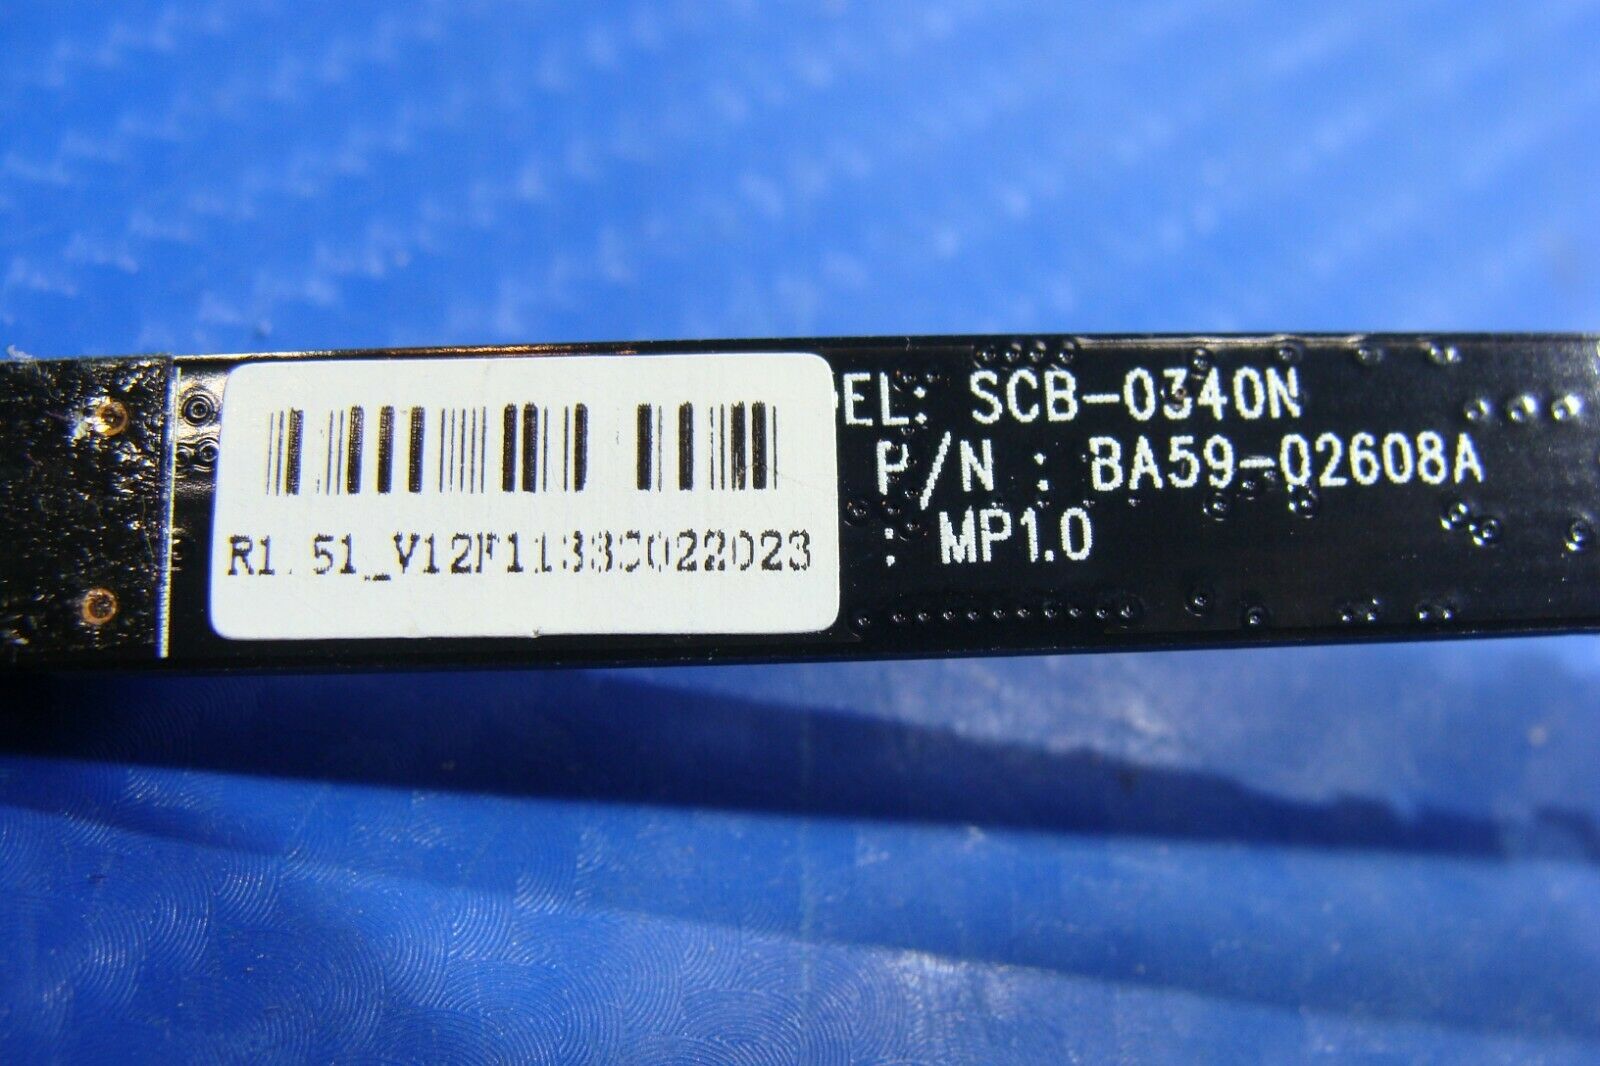 EL: SCB-0340N
P/N : BA59-02608A
: MP1.0
R1.51_V12F1133C022023